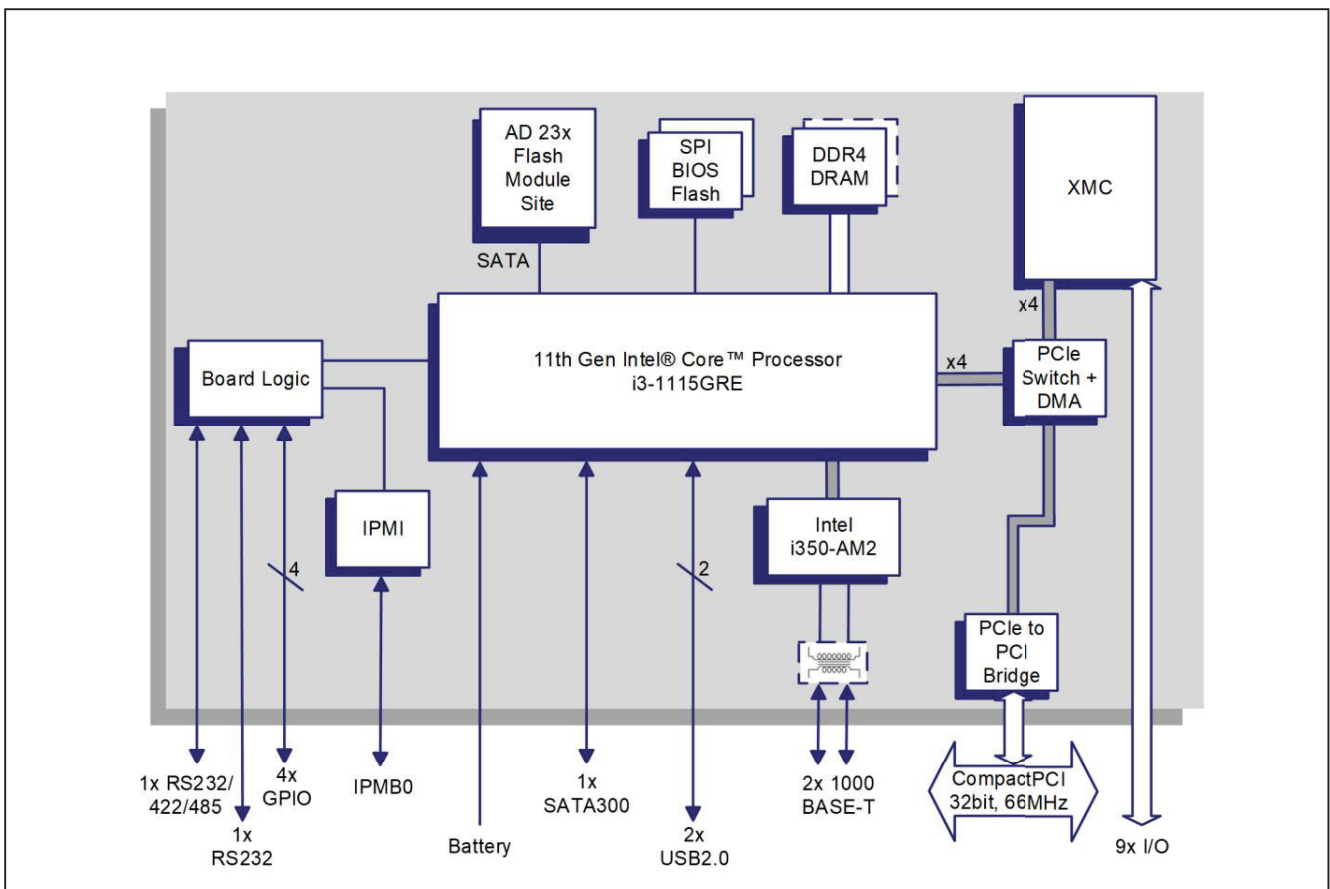 AD 23x
Flash
Module
Site
SPI
BIOS
Flash
DDR4
DRAM
XMC
SATA
x4
11th Gen Intel® Core™ Processor
i3-1115GRE
x4
PCIe
Switch +
DMA
Board Logic
IPMI
Intel
i350-AM2
4
2
PCIe to
PCI
Bridge
1x RS232/
422/485
4x
GPIO
IPMB0
1x
SATA300
2x 1000
BASE-T
CompactPCI
32bit, 66MHz
1x
RS232
Battery
2x
USB2.0
9x I/O